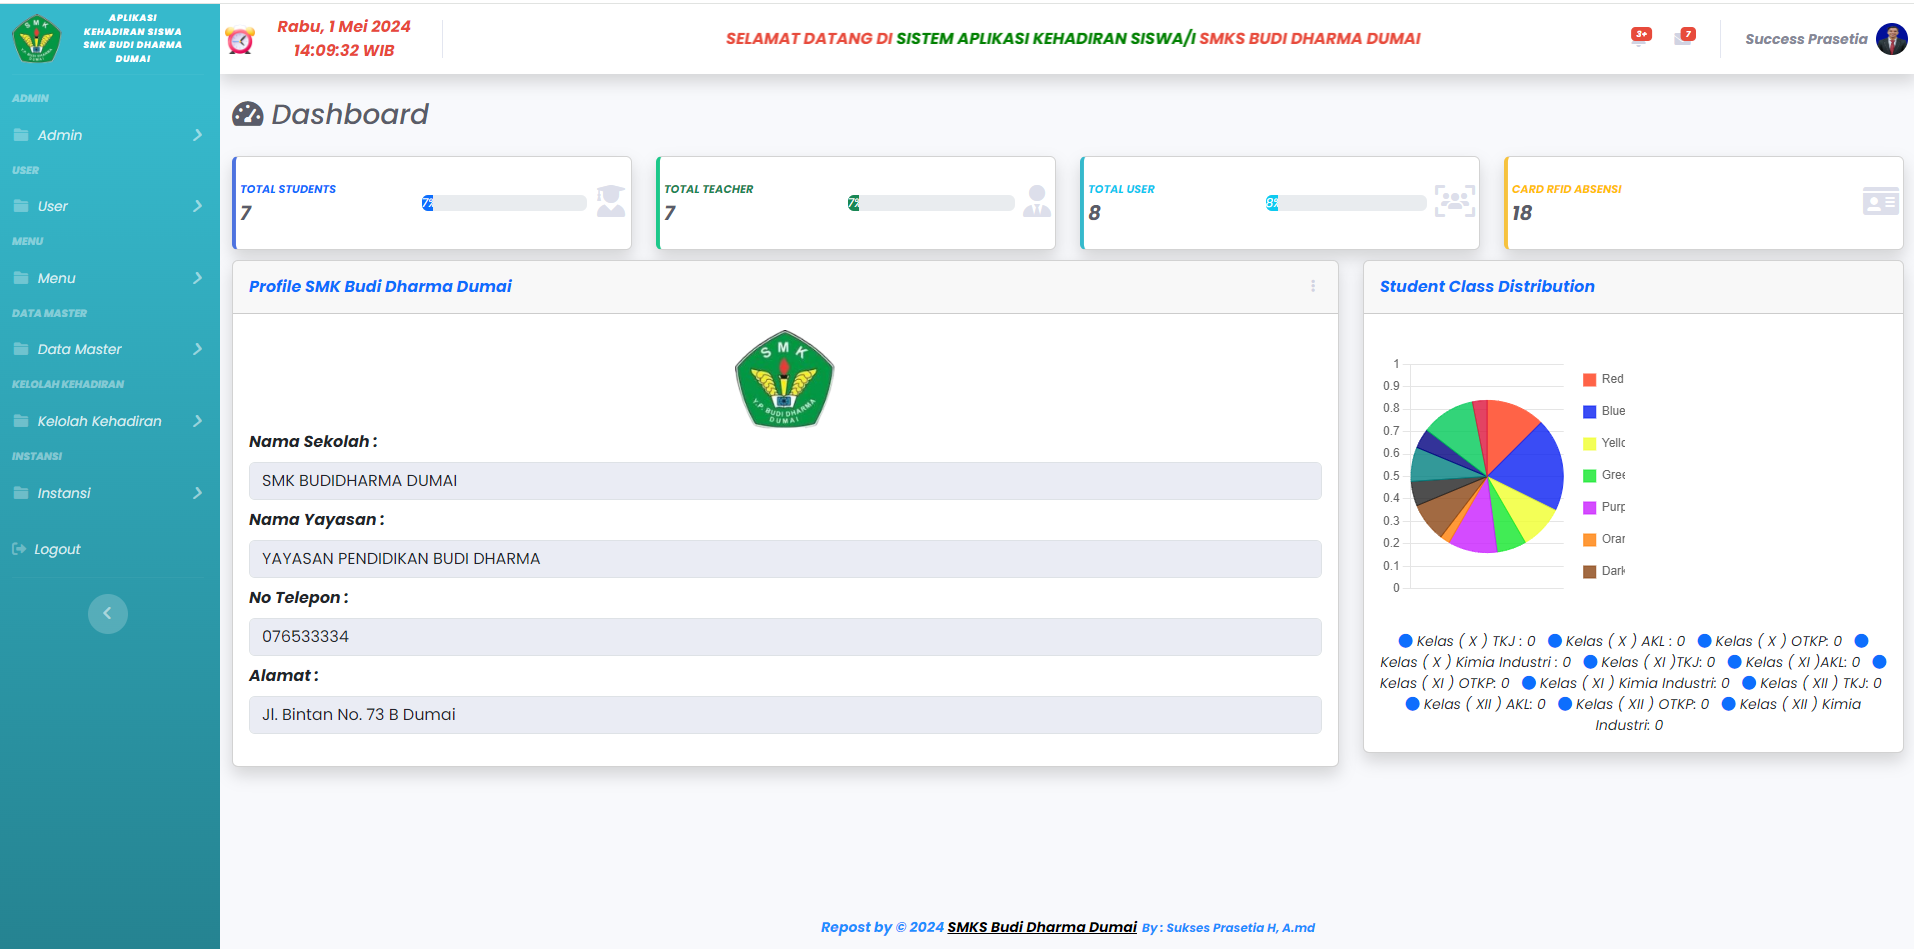 APLIKASI
KEHADIRAN SISWA
SMK BUDI DHARMA
DUMAI
ADMIN
Admin
USER
User
MENU
Menu
DATA MASTER
Data Master
KELOLAH KEHADIRAN
Kelolah Kehadiran
INSTANSI
Instansi
Logout
Rabu, 1 Mei 2024
14:09:32 WIB
SELAMAT DATANG DI SISTEM APLIKASI KEHADIRAN SISWA/I SMKS BUDI DHARMA DUMAI
3+
7
Success Prasetia
Dashboard
TOTAL STUDENTS
7
7%
TOTAL TEACHER
7
7%
TOTAL USER
8
8%
CARD RFID ABSENSI
18
Profile SMK Budi Dharma Dumai
SMK
Y.P. BUDI DHARMA
DUMAI
Nama Sekolah :
SMK BUDIDHARMA DUMAI
Nama Yayasan :
YAYASAN PENDIDIKAN BUDI DHARMA
No Telepon :
076533334
Alamat :
Jl. Bintan No. 73 B Dumai
Student Class Distribution
1
0.9
0.8
0.7
0.6
0.5
0.4
0.3
0.2
0.1
0
Red
Blue
Yello
Gree
Purp
Oran
Dark
Kelas ( X ) TKJ : 0 Kelas ( X ) AKL : 0 Kelas ( X ) OTKP: 0
Kelas ( X ) Kimia Industri : 0 Kelas ( XI )TKJ: 0 Kelas ( XI )AKL: 0
Kelas ( XI ) OTKP: 0 Kelas ( XI ) Kimia Industri: 0 Kelas ( XII ) TKJ: 0
Kelas ( XII ) AKL: 0 Kelas ( XII ) OTKP: 0 Kelas ( XII ) Kimia
Industri: 0
Repost by © 2024 SMKS Budi Dharma Dumai By : Sukses Prasetia H, A.md